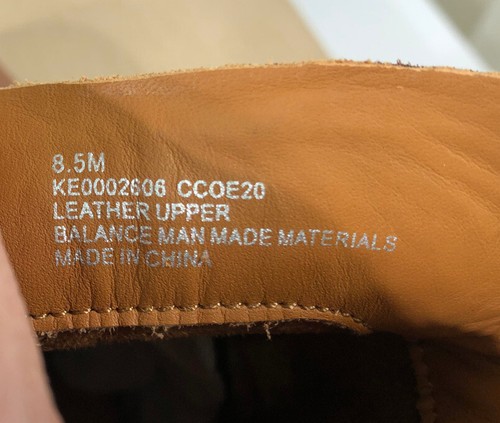 8.5M
KE0002606 CCOE20
LEATHER UPPER
BALANCE MAN MADE MATERIALS
MADE IN CHINA